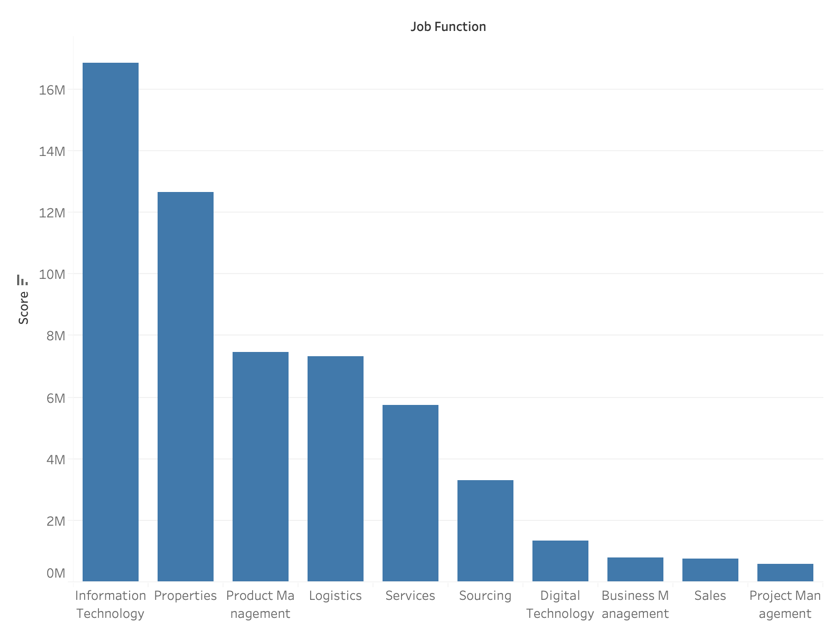 Job Function
Score
16M
14M
12M
10M
8M
6M
4M
2M
0M
Information
Technology
Properties
Product Ma
nagement
Logistics
Services
Sourcing
Digital
Technology
Business M
anagement
Sales
Project Man
agement